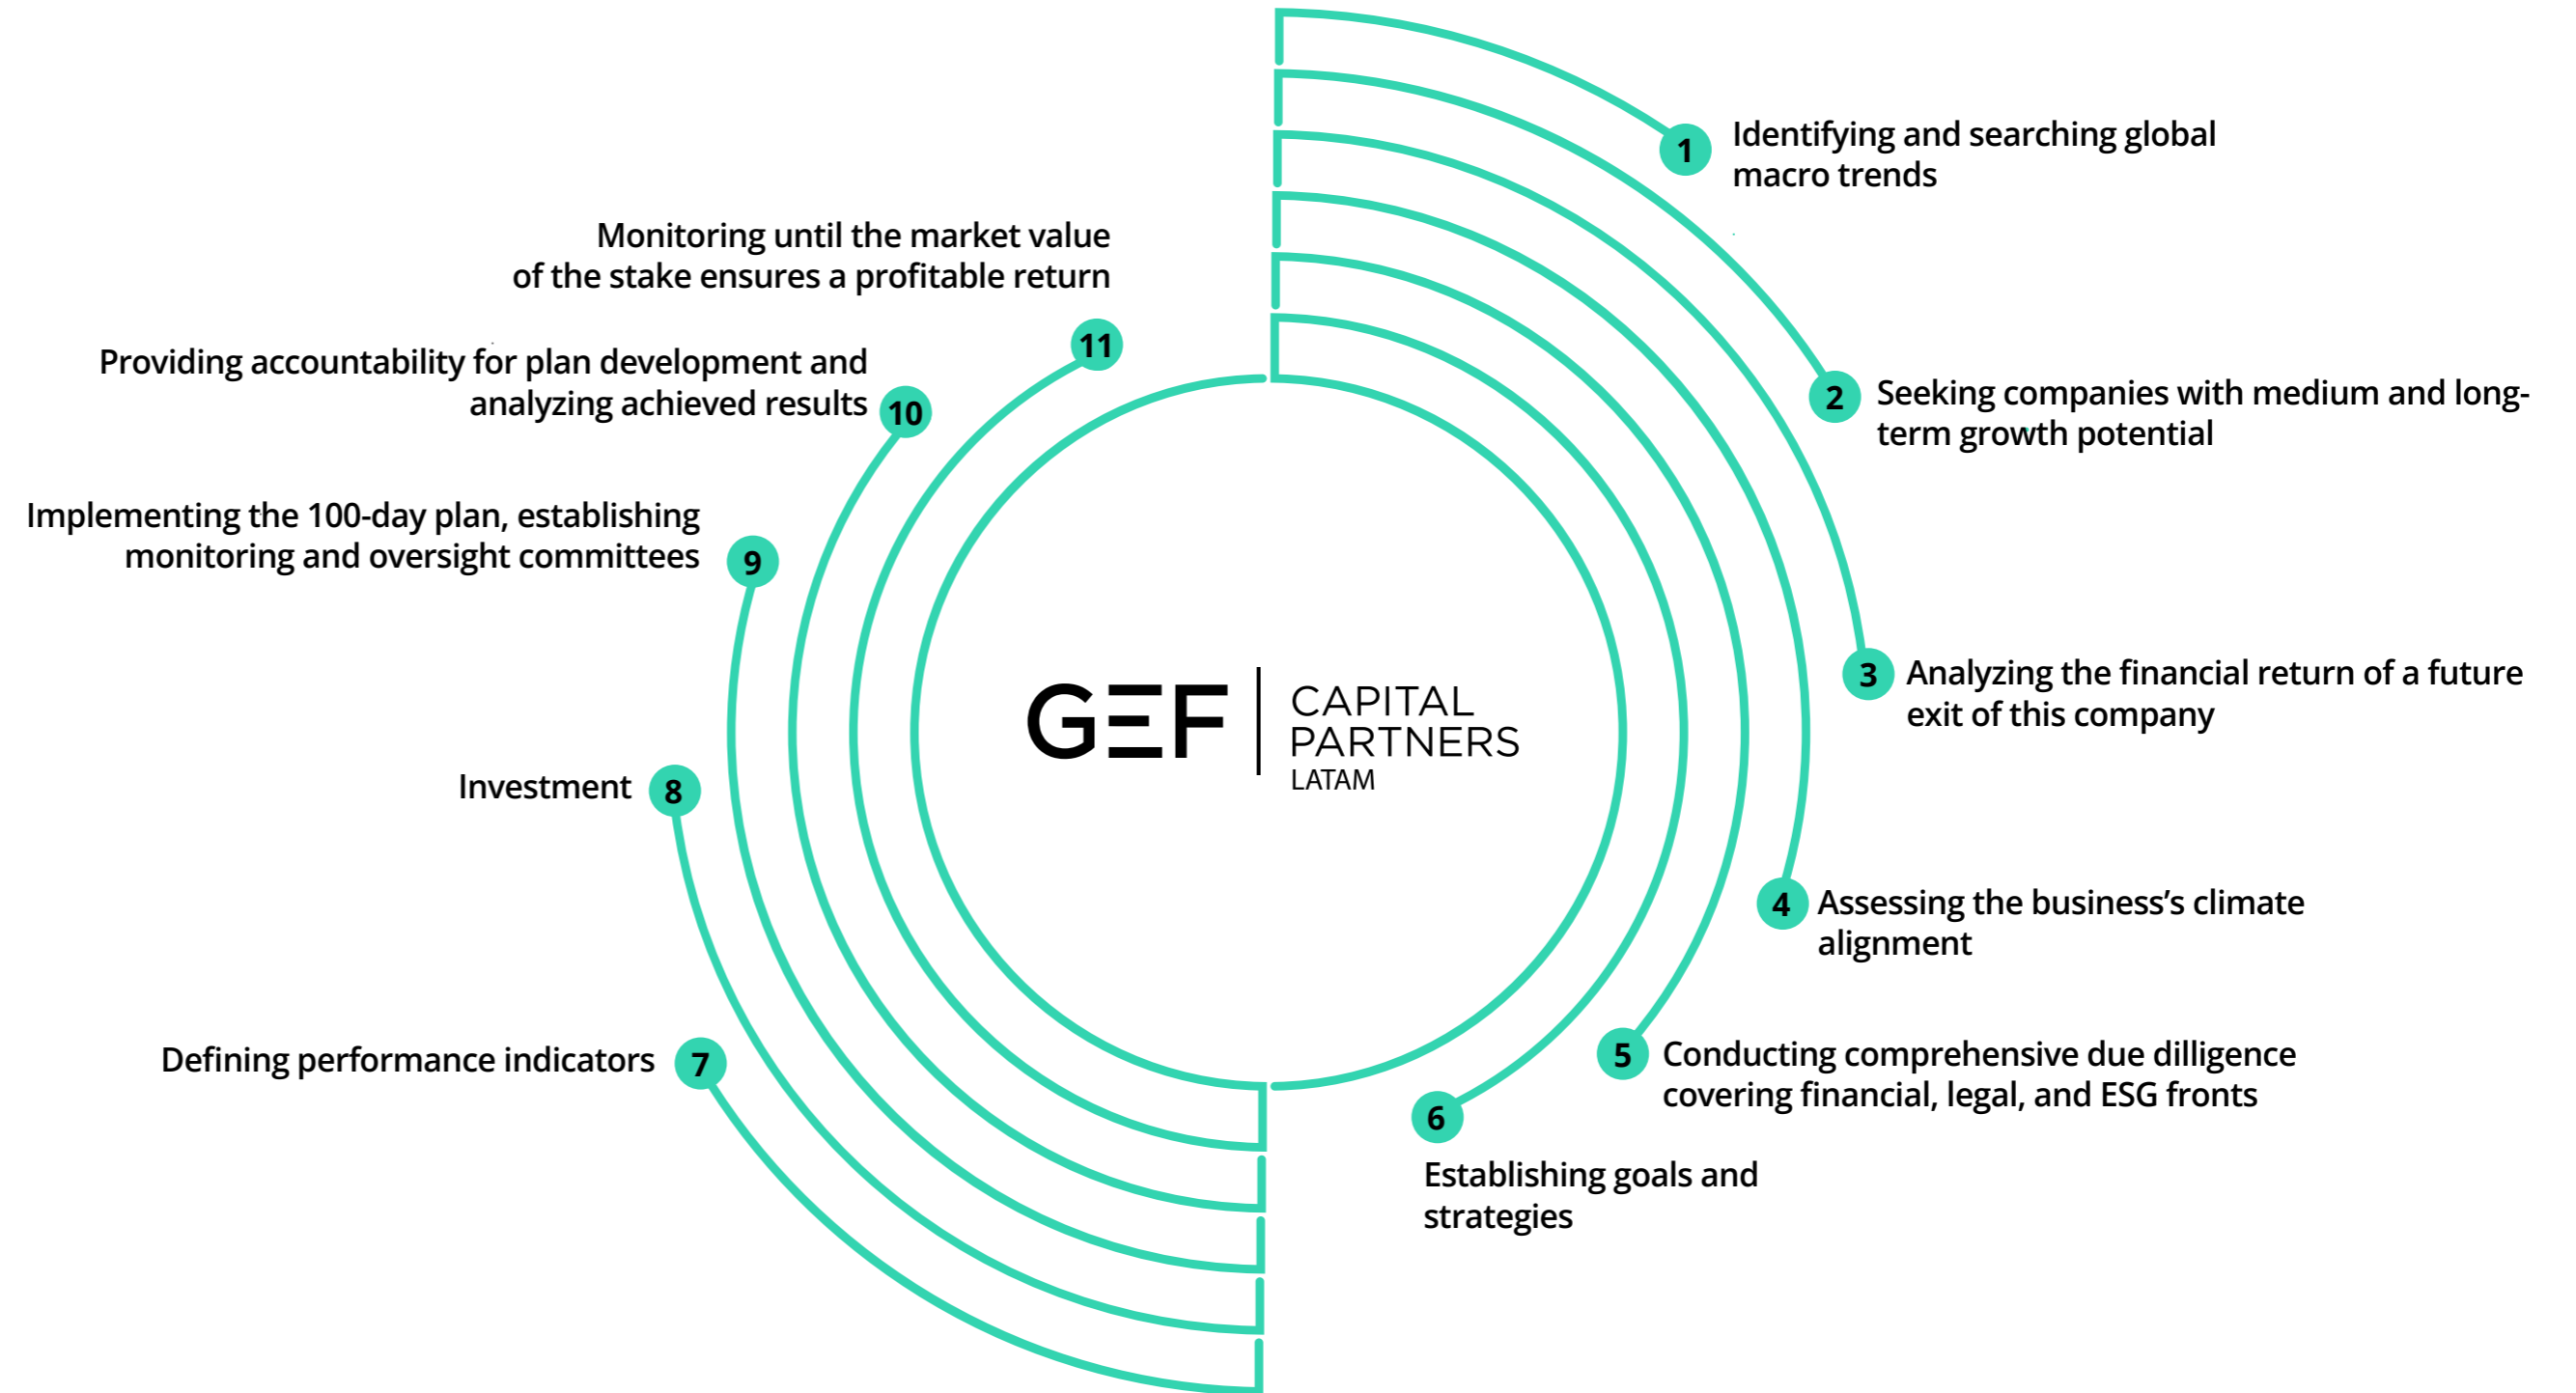 1
Identifying and searching global
macro trends
2
Seeking companies with medium and long-
term growth potential
3
Analyzing the financial return of a future
exit of this company
4
Assessing the business’s climate
alignment
5
Conducting comprehensive due dilligence
covering financial, legal, and ESG fronts
6
Establishing goals and
strategies
7
Defining performance indicators
8
Investment
9
Implementing the 100-day plan, establishing
monitoring and oversight committees
10
Providing accountability for plan development and
analyzing achieved results
11
Monitoring until the market value
of the stake ensures a profitable return
GEF
CAPITAL
PARTNERS
LATAM